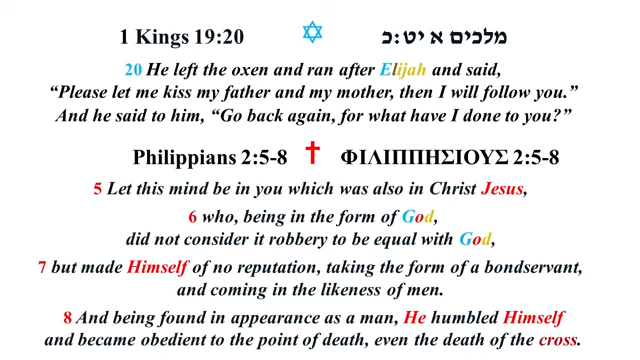 1 Kings 19:20 ✡ מלכים א יט:כ
20 He left the oxen and ran after Elijah and said,
“Please let me kiss my father and my mother, then I will follow you.”
And he said to him, “Go back again, for what have I done to you?”
Philippians 2:5-8 ✝ ΦΙΛΙΠΠΗΣΙΟΥΣ 2:5-8
5 Let this mind be in you which was also in Christ Jesus,
6 who, being in the form of God,
did not consider it robbery to be equal with God,
7 but made Himself of no reputation, taking the form of a bondservant,
and coming in the likeness of men.
8 And being found in appearance as a man, He humbled Himself
and became obedient to the point of death, even the death of the cross.